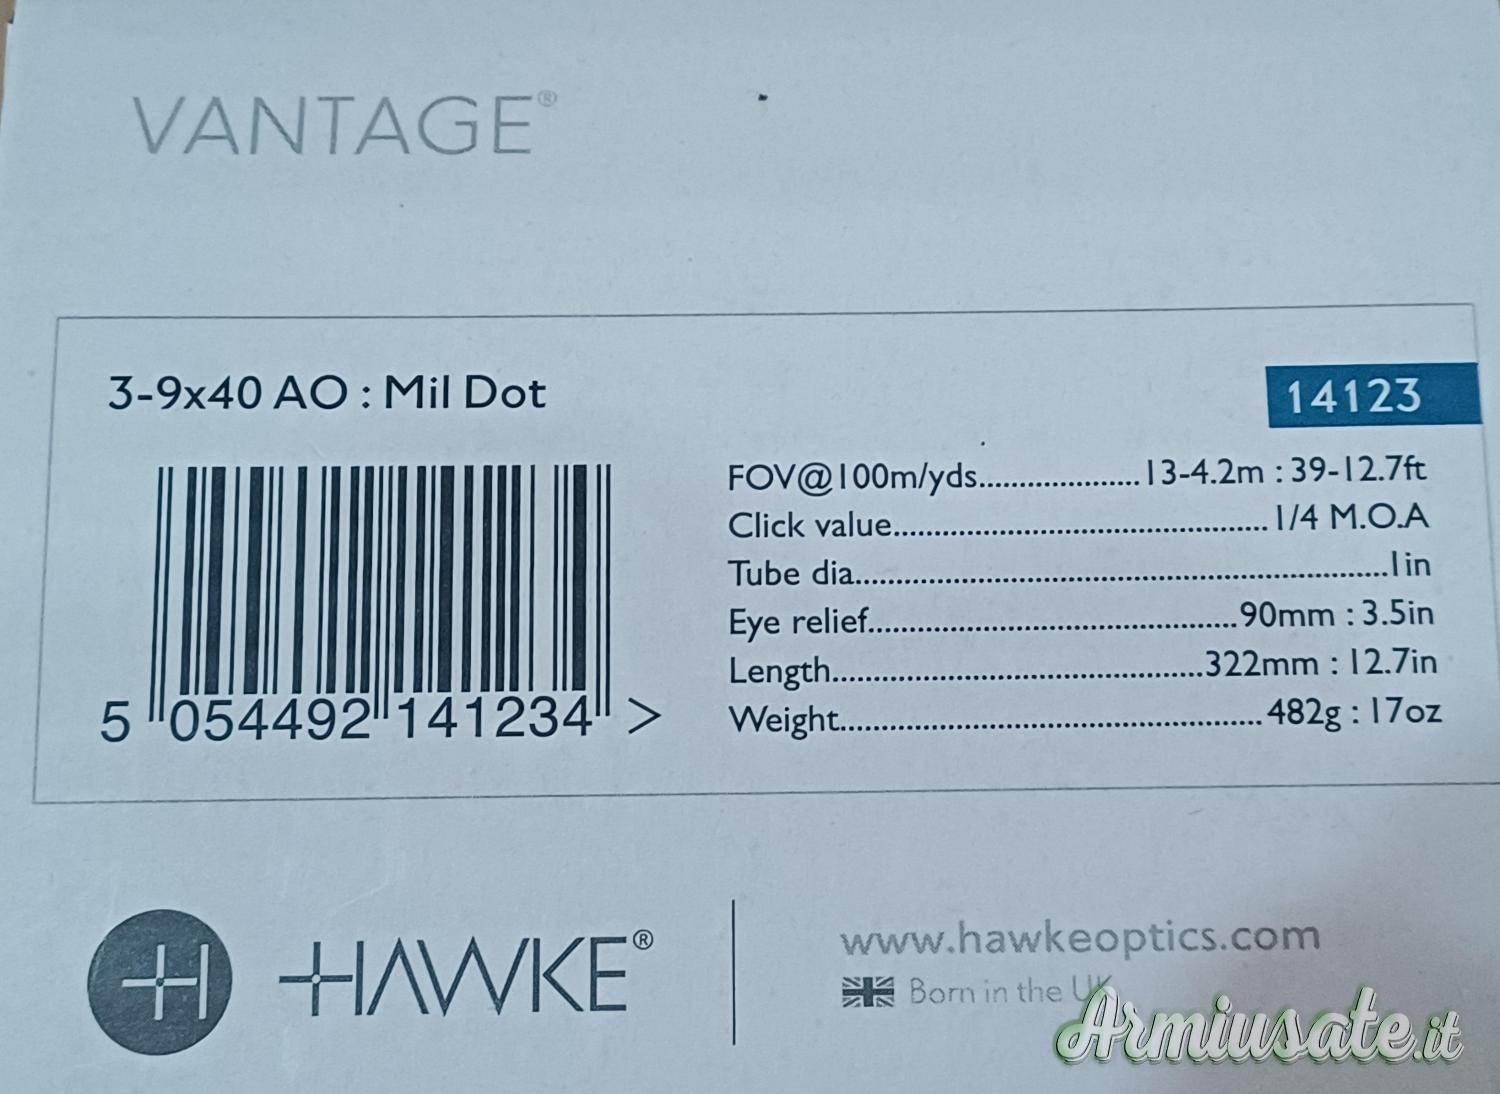 VANTAGE®
3-9x40 AO : Mil Dot
14123
FOV@100m/yds....................13-4.2m : 39-12.7ft
Click value..............................................1/4 M.O.A
Tube dia.................................................................1in
Eye relief.............................................90mm : 3.5in
Length.............................................322mm : 12.7in
Weight...................................................482g : 17oz
5 054492 141234 >
HAWKE®
www.hawkeoptics.com
Born in the UK
Armiusate.it